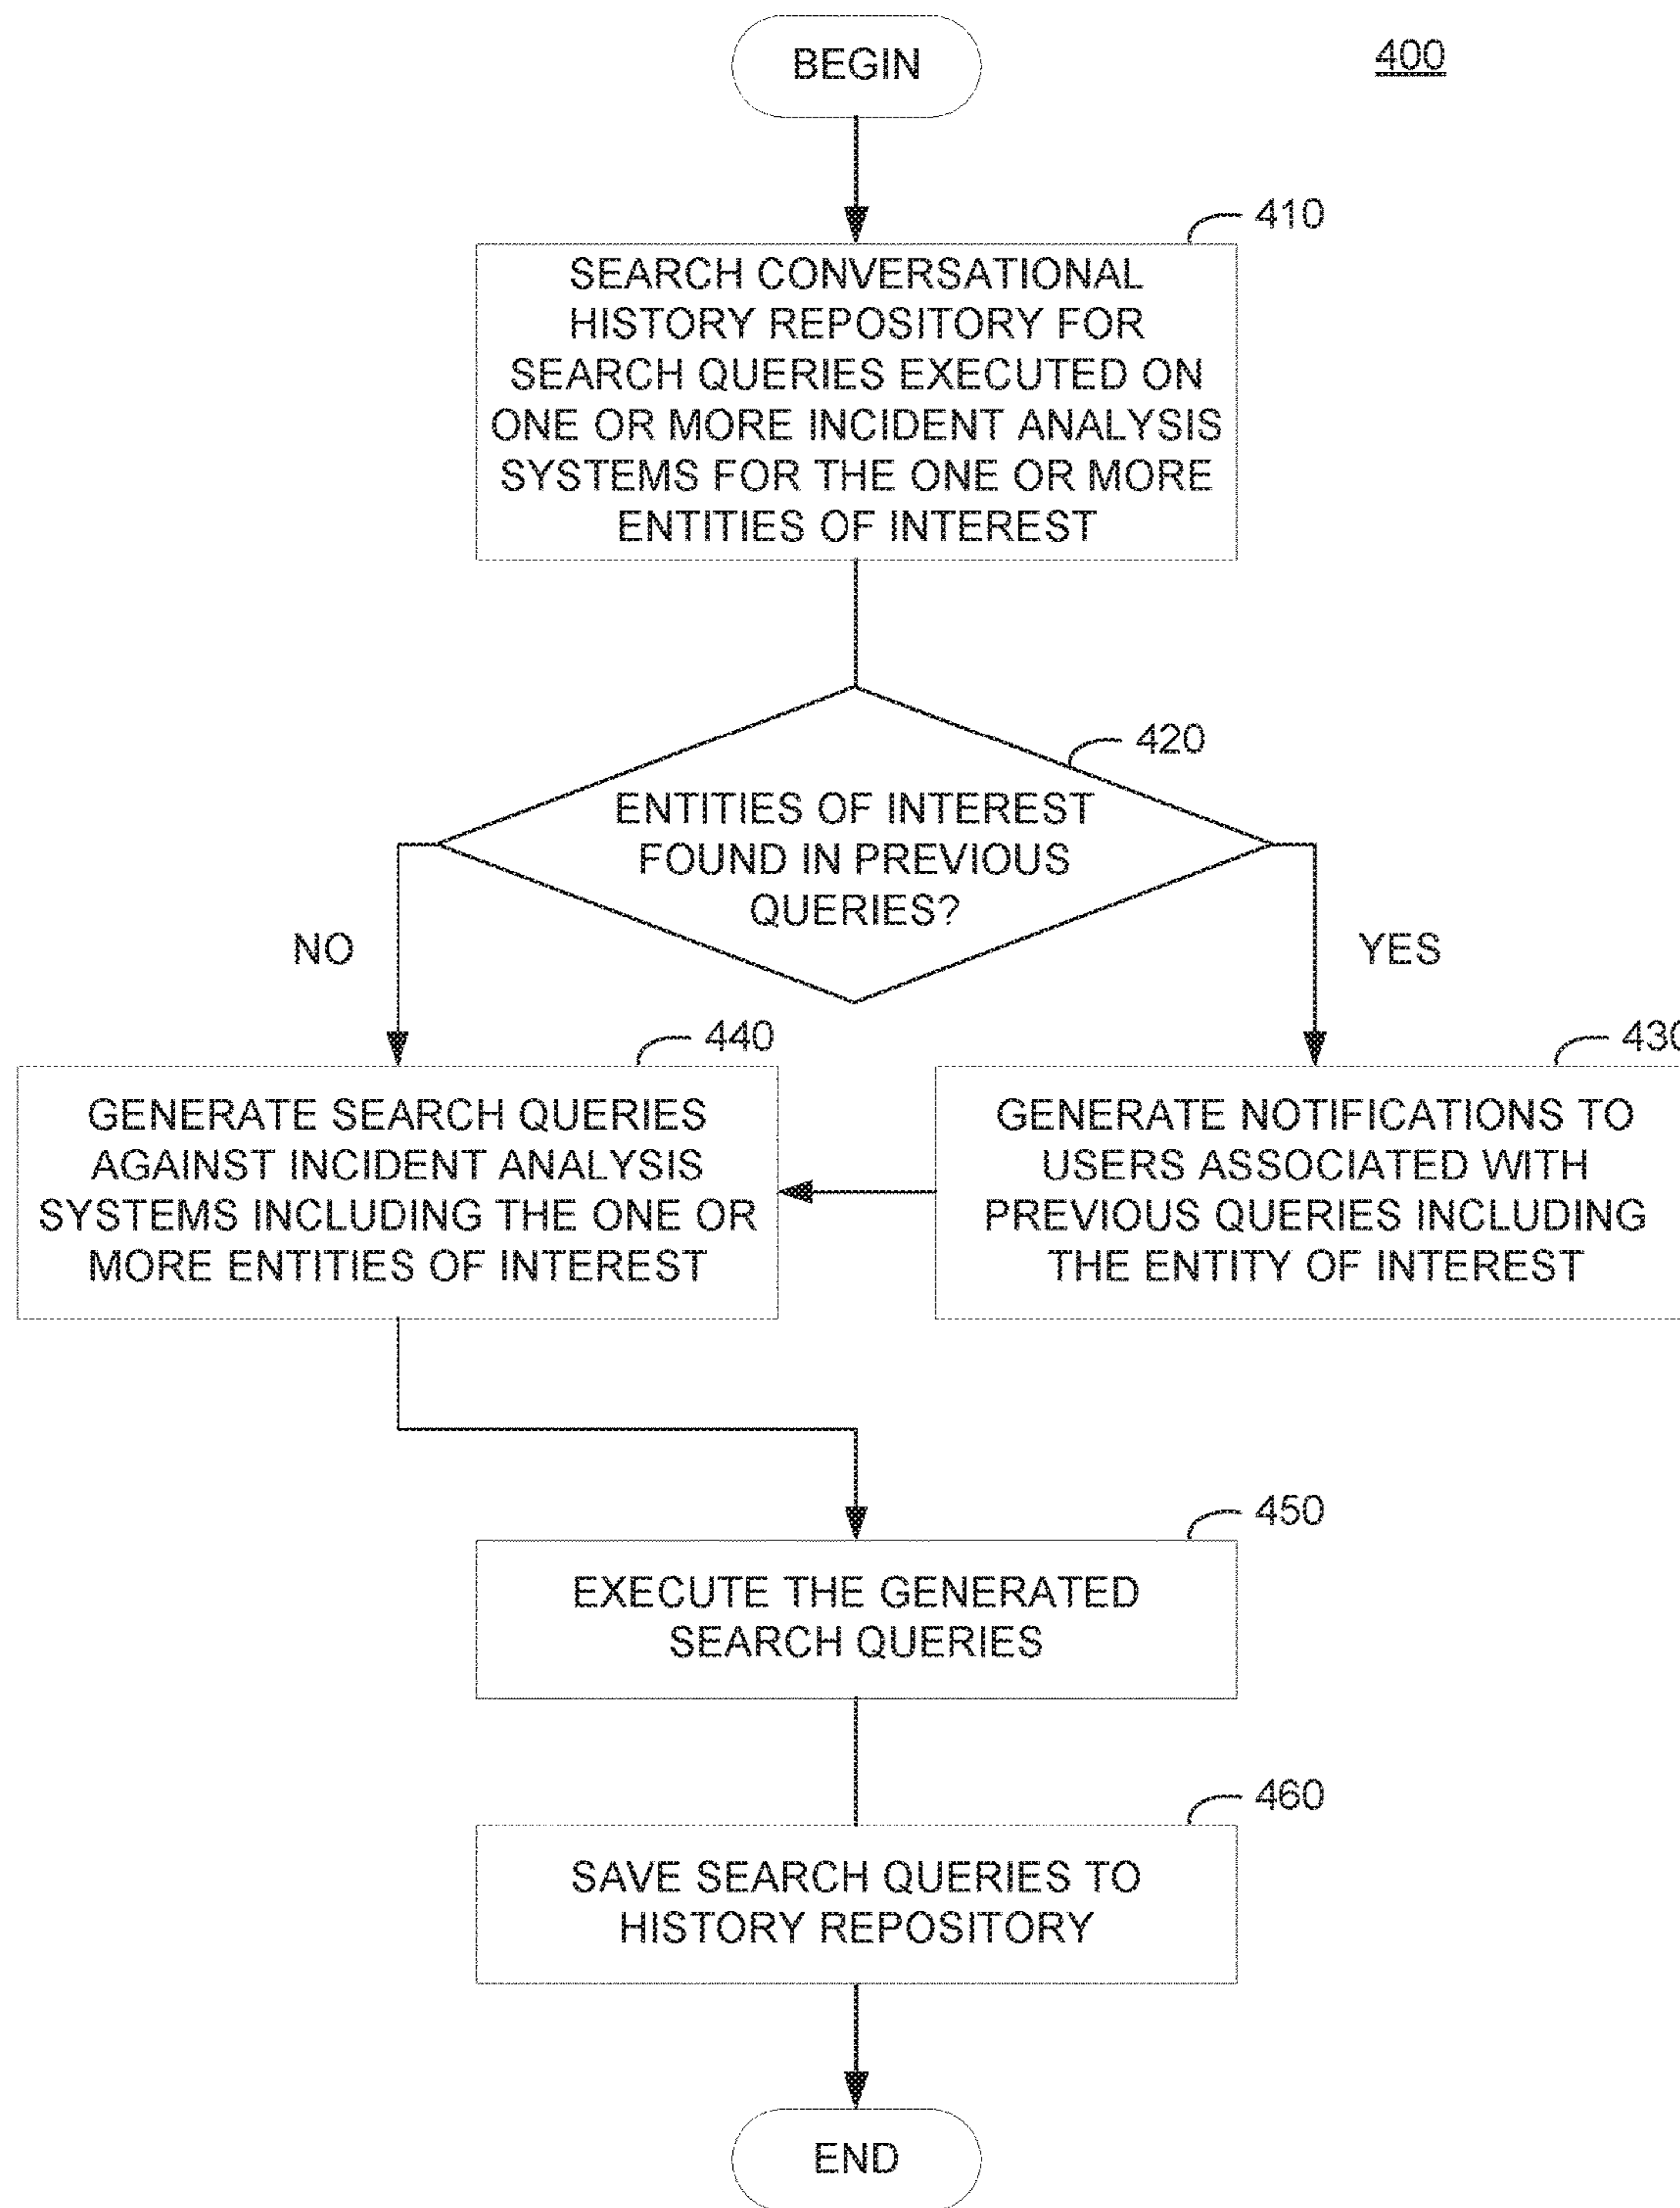 BEGIN
400
410
SEARCH CONVERSATIONAL
HISTORY REPOSITORY FOR
SEARCH QUERIES EXECUTED ON
ONE OR MORE INCIDENT ANALYSIS
SYSTEMS FOR THE ONE OR MORE
ENTITIES OF INTEREST
420
ENTITIES OF INTEREST
FOUND IN PREVIOUS
QUERIES?
NO
YES
440
GENERATE SEARCH QUERIES
AGAINST INCIDENT ANALYSIS
SYSTEMS INCLUDING THE ONE OR
MORE ENTITIES OF INTEREST
430
GENERATE NOTIFICATIONS TO
USERS ASSOCIATED WITH
PREVIOUS QUERIES INCLUDING
THE ENTITY OF INTEREST
450
EXECUTE THE GENERATED
SEARCH QUERIES
460
SAVE SEARCH QUERIES TO
HISTORY REPOSITORY
END